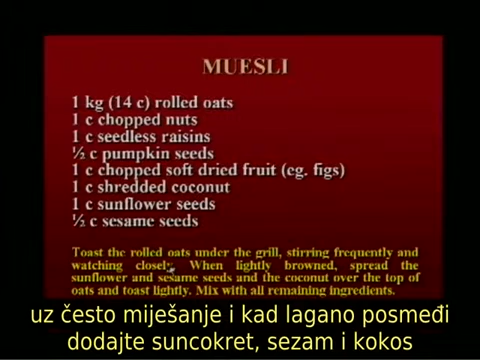 MUESLI
1 kg (14 c) rolled oats
1 c chopped nuts
1 c seedless raisins
½ c pumpkin seeds
1 c chopped soft dried fruit (eg. figs)
1 c shredded coconut
1 c sunflower seeds
½ c sesame seeds
Toast the rolled oats under the grill, stirring frequently and
watching closely. When lightly browned, spread the
sunflower and sesame seeds and the coconut over the top of
oats and toast lightly. Mix with all remaining ingredients.
uz često miješanje i kad lagano posmeđi
dodajte suncokret, sezam i kokos